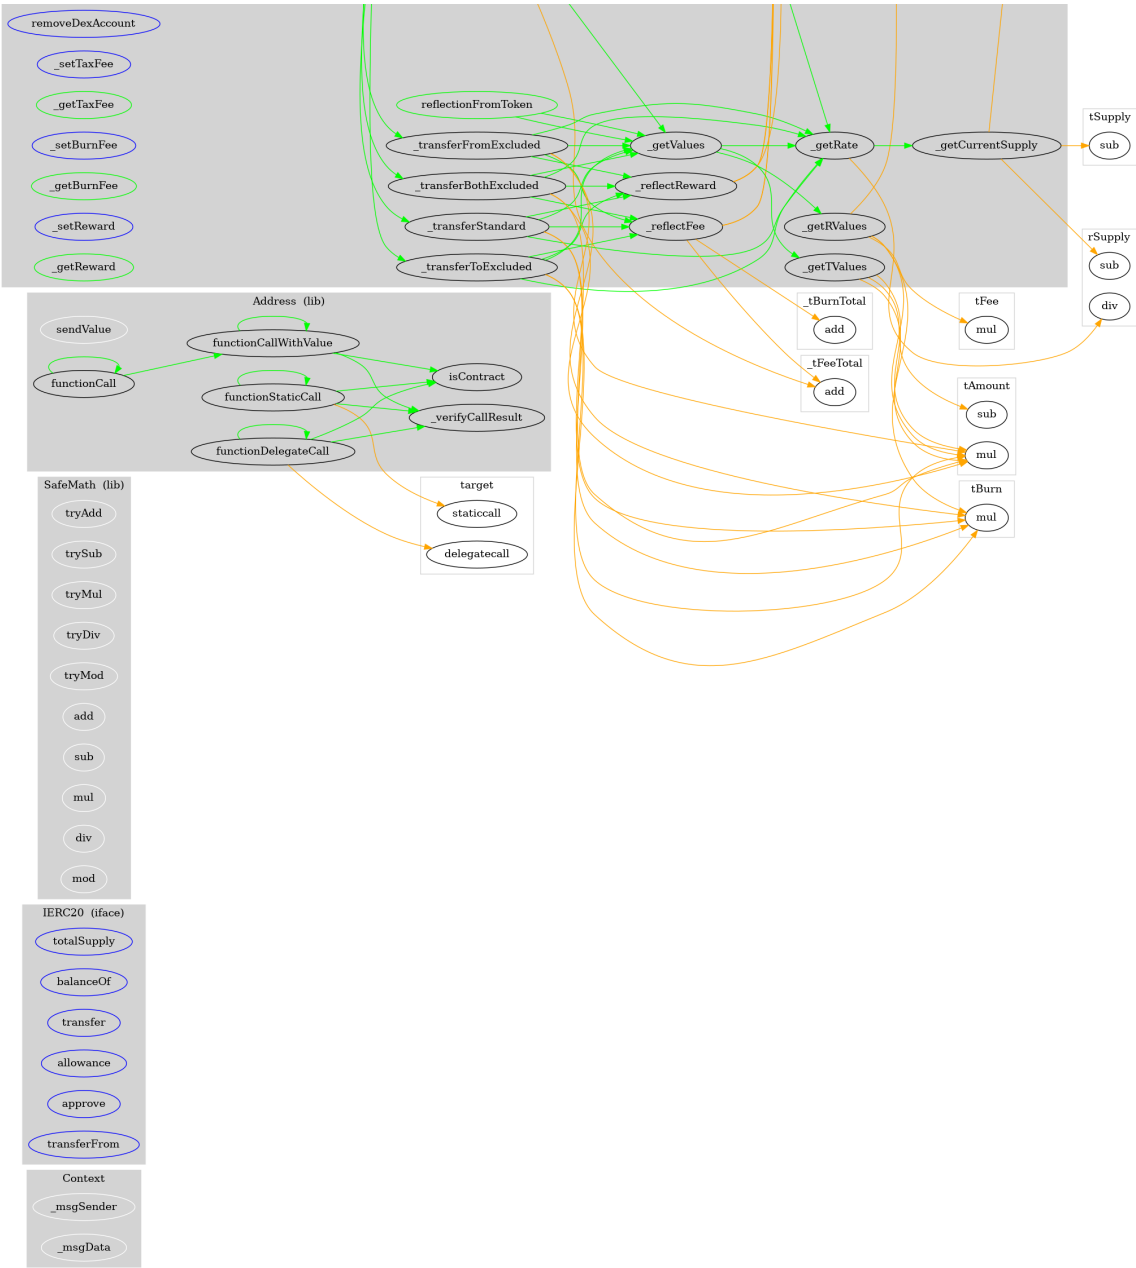 removeDexAccount
_setTaxFee
_getTaxFee
_setBurnFee
_getBurnFee
_setReward
_getReward
reflectionFromToken
_transferFromExcluded
_transferBothExcluded
_transferStandard
_transferToExcluded
_getValues
_reflectReward
_reflectFee
_getRate
_getRValues
_getTValues
_getCurrentSupply
tSupply
sub
rSupply
sub
div
Address (lib)
sendValue
functionCall
functionCallWithValue
functionStaticCall
functionDelegateCall
isContract
_verifyCallResult
_tBurnTotal
add
_tFeeTotal
add
tFee
mul
tAmount
sub
mul
tBurn
mul
target
staticcall
delegatecall
SafeMath (lib)
tryAdd
trySub
tryMul
tryDiv
tryMod
add
sub
mul
div
mod
IERC20 (iface)
totalSupply
balanceOf
transfer
allowance
approve
transferFrom
Context
_msgSender
_msgData